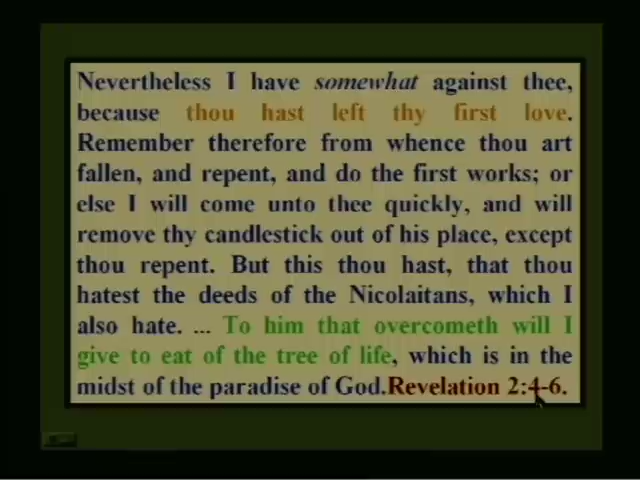 Nevertheless I have somewhat against thee,
because thou hast left thy first love.
Remember therefore from whence thou art
fallen, and repent, and do the first works; or
else I will come unto thee quickly, and will
remove thy candlestick out of his place, except
thou repent. But this thou hast, that thou
hatest the deeds of the Nicolaitans, which I
also hate. ... To him that overcometh will I
give to eat of the tree of life, which is in the
midst of the paradise of God.Revelation 2:4-6.